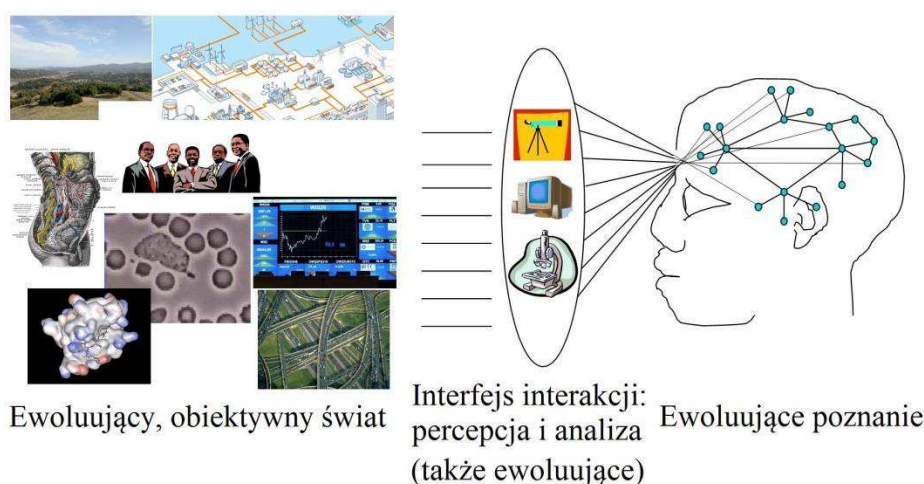 Ewoluujący, obiektywny świat
Interfejs interakcji:
percepcja i analiza
(także ewoluujące)
Ewoluujące poznanie